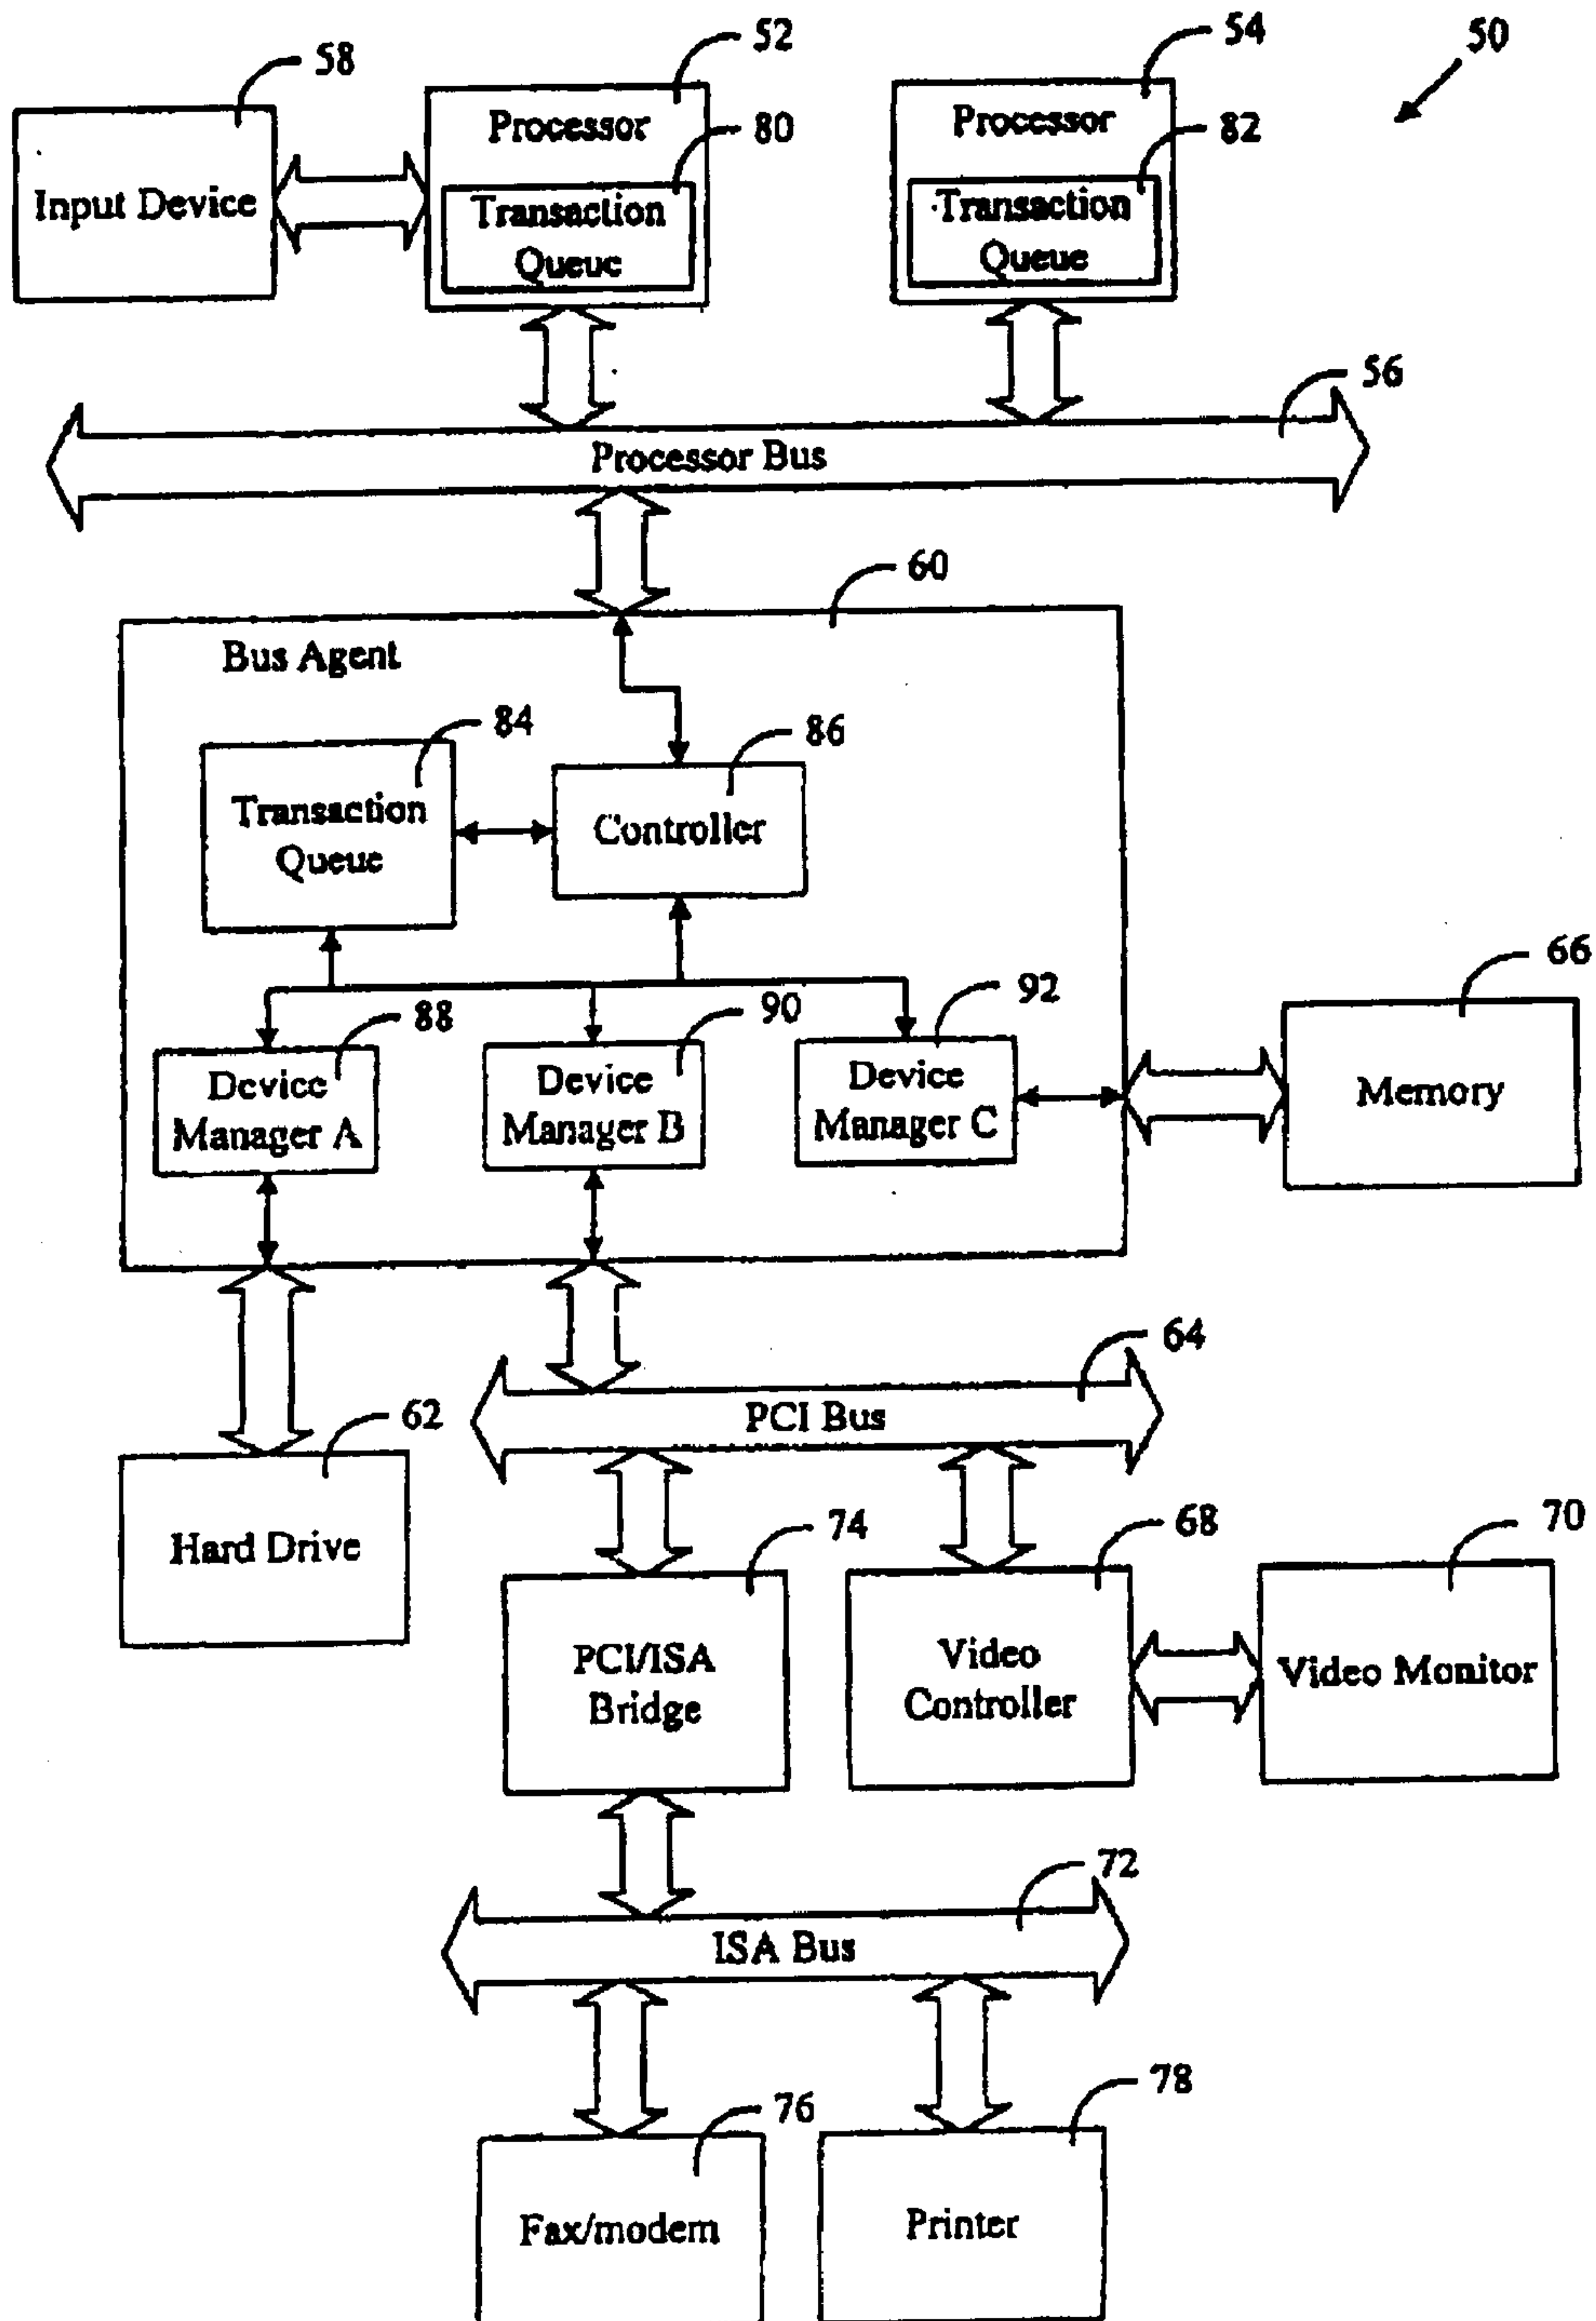 58
52
54
50
Processor
80
Processor
82
Input Device
Transaction
Queue
Transaction
Queue
56
Processor Bus
60
Bus Agent
84
86
Transaction
Queue
Controller
66
88
90
92
Device
Manager A
Device
Manager B
Device
Manager C
Memory
64
PCI Bus
62
Hard Drive
74
68
70
PCI/ISA
Bridge
Video
Controller
Video Monitor
72
ISA Bus
76
78
Fax/modem
Printer